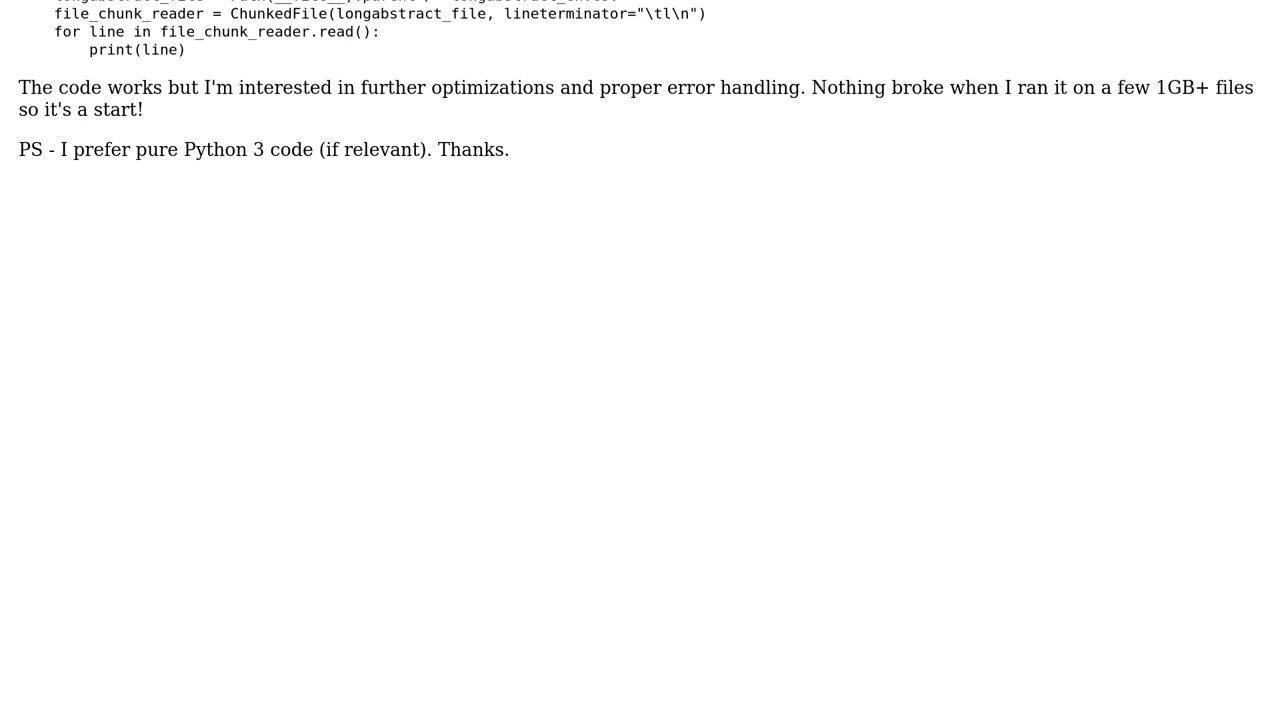 file_chunk_reader = ChunkedFile(longabstract_file, lineterminator="\tl\n")
for line in file_chunk_reader.read():
print(line)
The code works but I'm interested in further optimizations and proper error handling. Nothing broke when I ran it on a few 1GB+ files
so it's a start!
PS - I prefer pure Python 3 code (if relevant). Thanks.